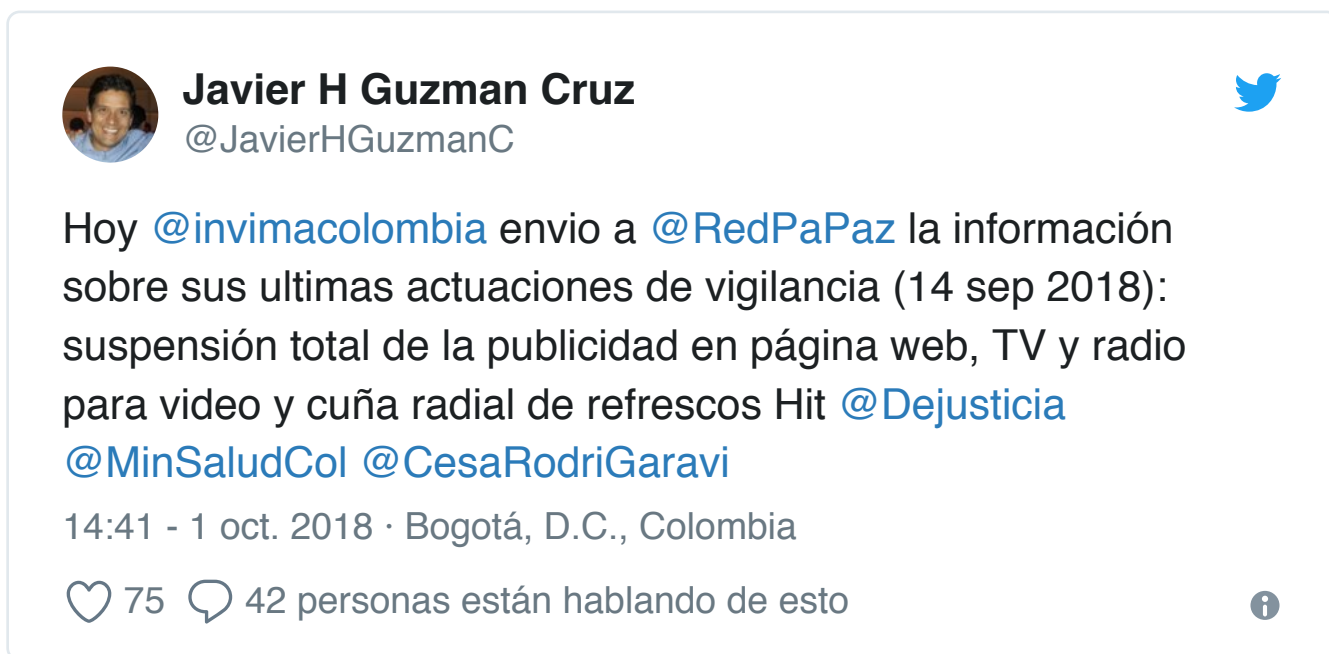 Javier H Guzman Cruz
@JavierHGuzmanC
Hoy @invimacolombia envio a @RedPaPaz la información
sobre sus ultimas actuaciones de vigilancia (14 sep 2018):
suspensión total de la publicidad en página web, TV y radio
para video y cuña radial de refrescos Hit @Dejusticia
@MinSaludCol @CesaRodriGaravi
14:41 - 1 oct. 2018 · Bogotá, D.C., Colombia
75 42 personas están hablando de esto